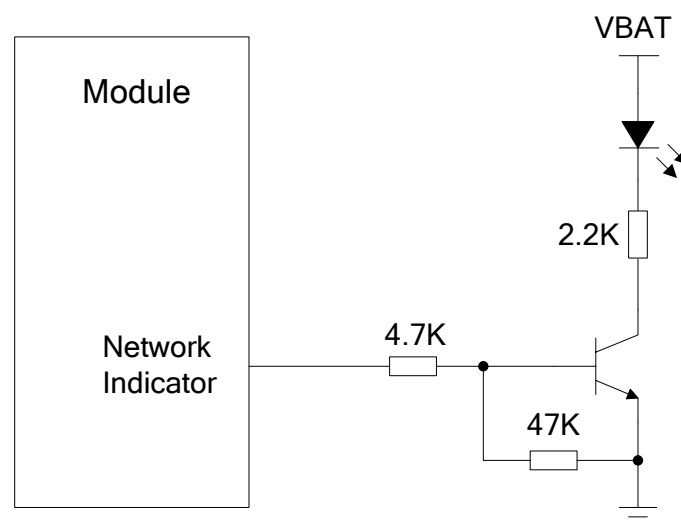 VBAT
Module
2.2K
4.7K
Network
Indicator
47K